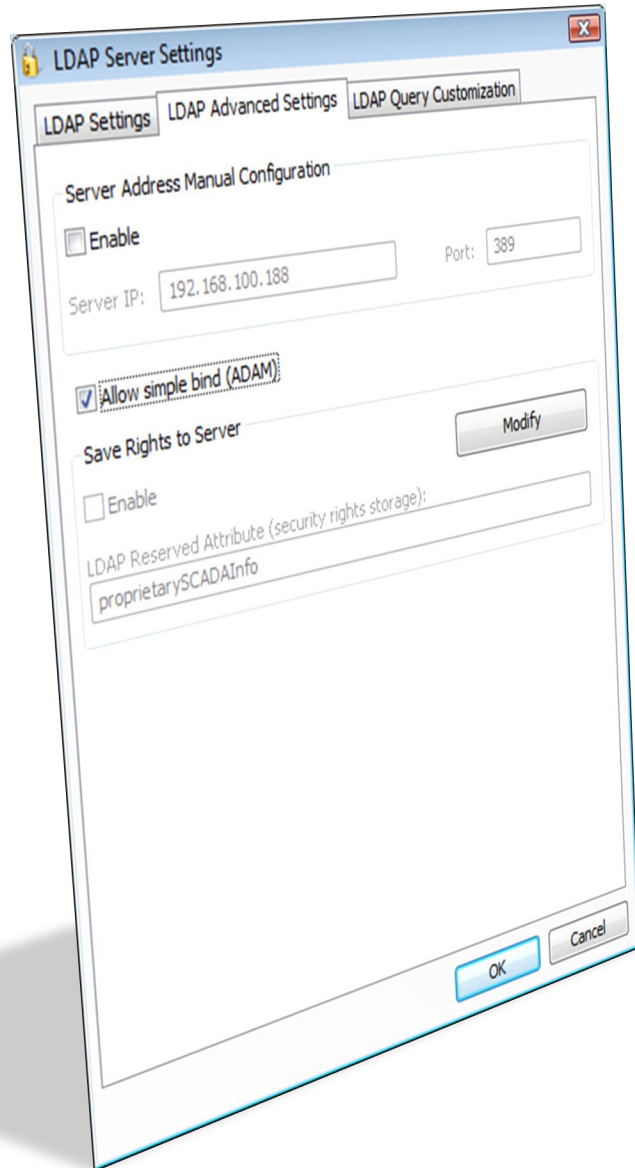 LDAP Server Settings
LDAP Settings LDAP Advanced Settings LDAP Query Customization
Server Address Manual Configuration
Enable
Server IP: 192.168.100.188 Port: 389
Allow simple bind (ADAM)
Save Rights to Server
Modify
Enable
LDAP Reserved Attribute (security rights storage):
proprietarySCADAInfo
OK Cancel